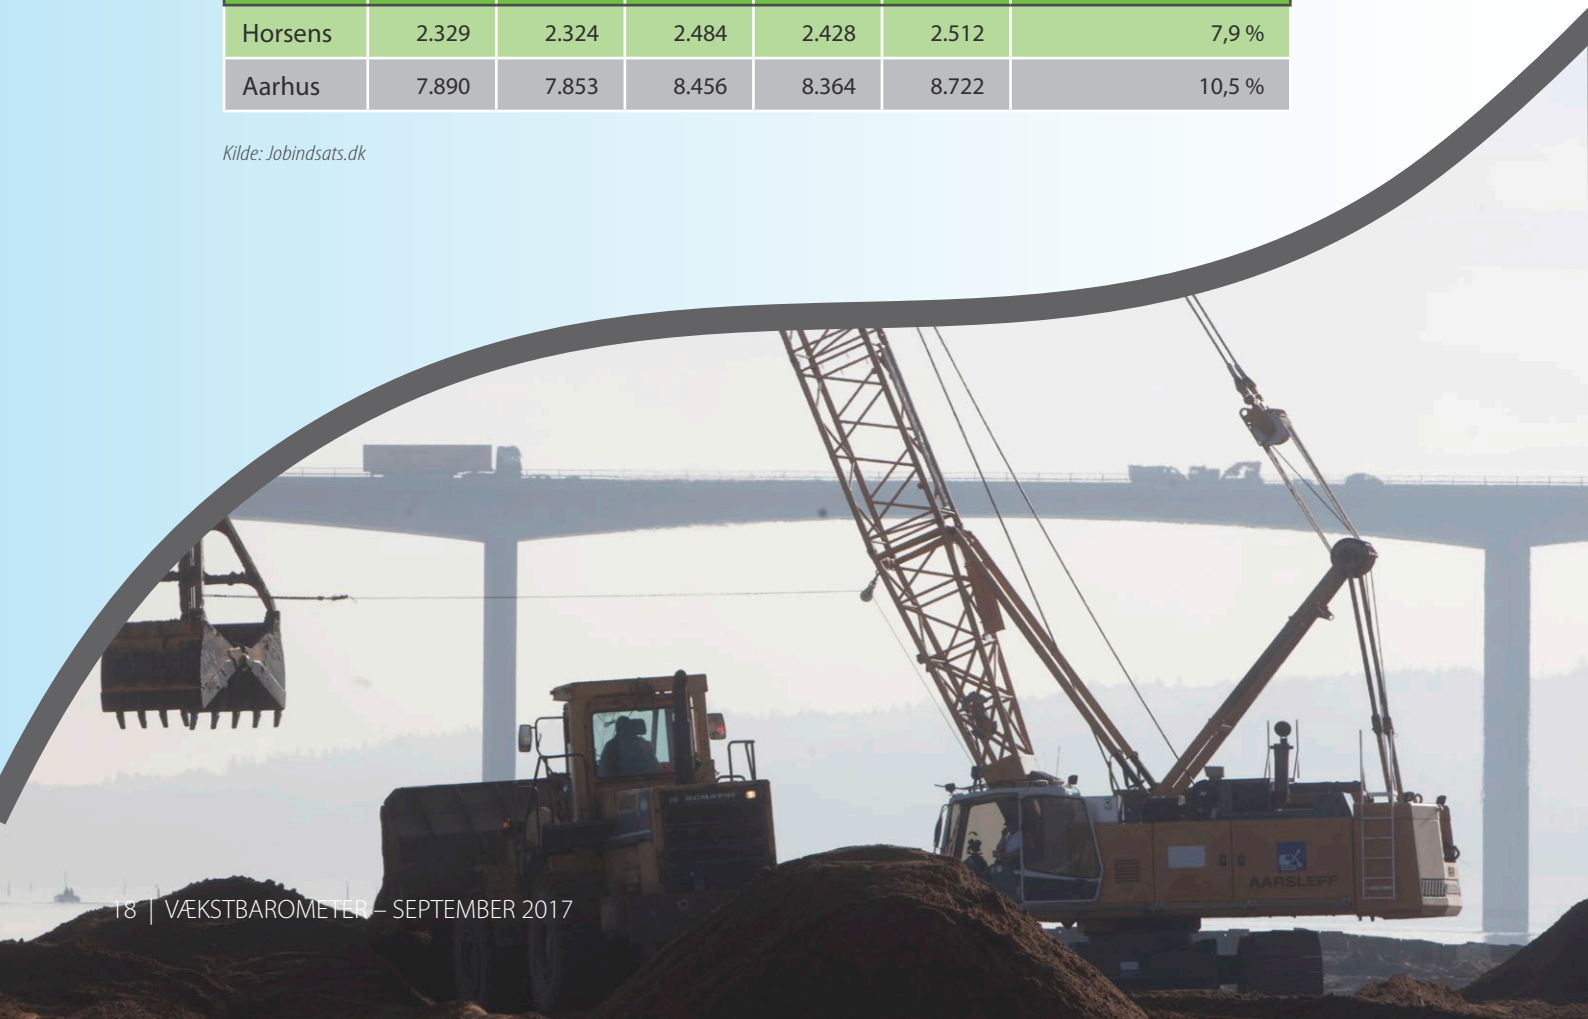 Horsens 2.329 2.324 2.484 2.428 2.512 7,9 %
Aarhus 7.890 7.853 8.456 8.364 8.722 10,5 %
Kilde: Jobindsats.dk
KOMATSU
AARSLEFF
18 | VÆKSTBAROMETER – SEPTEMBER 2017